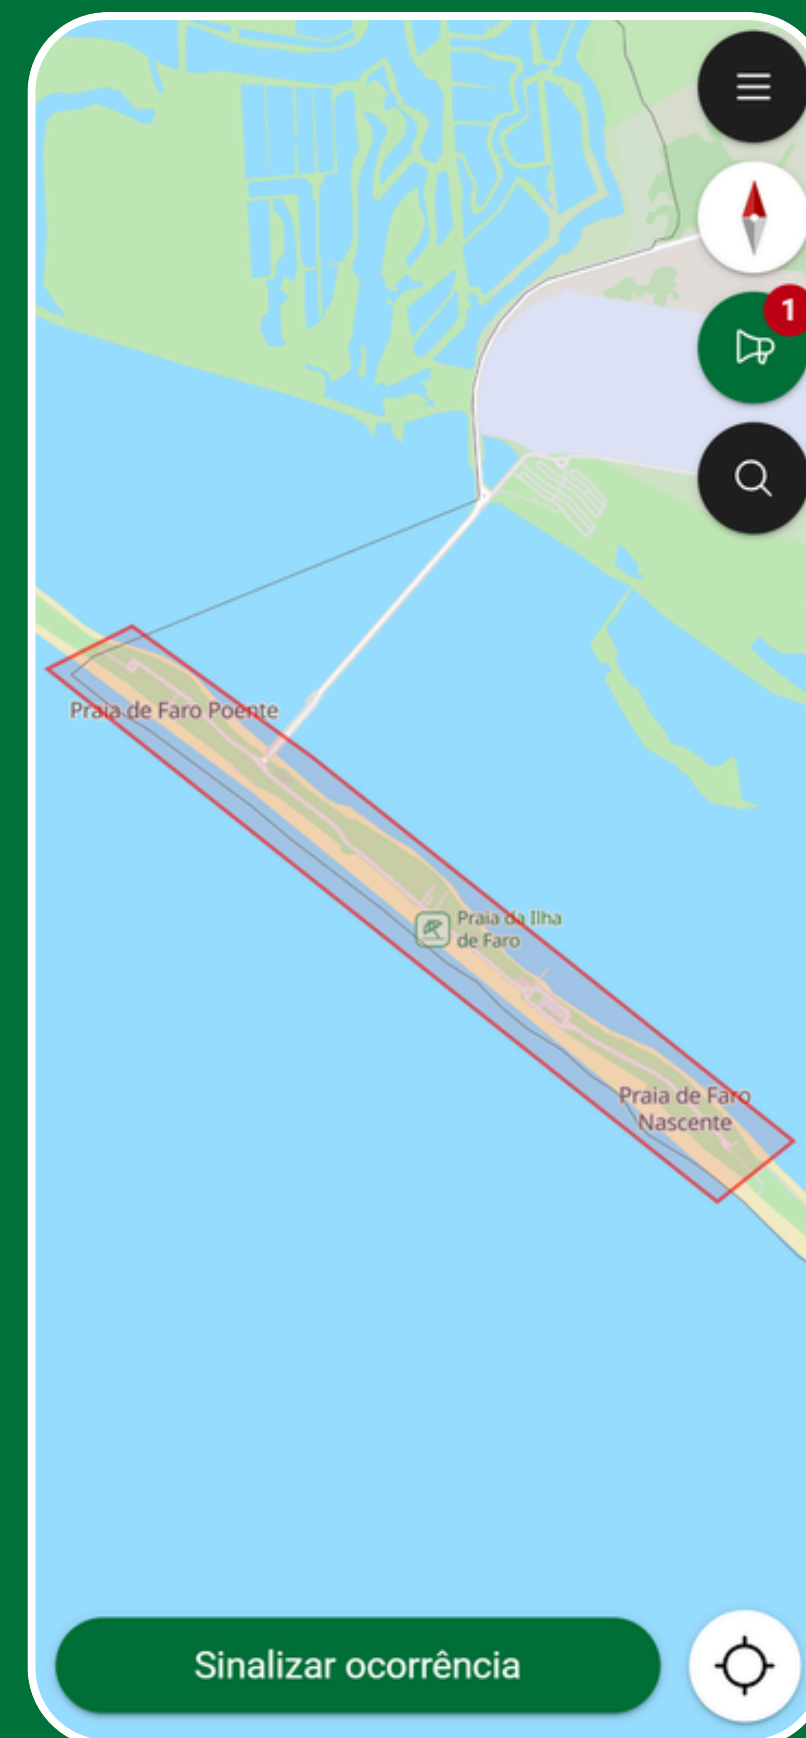 1
Praia de Faro Poente
Praia da Ilha
de Faro
Praia de Faro
Nascente
Sinalizar ocorrência